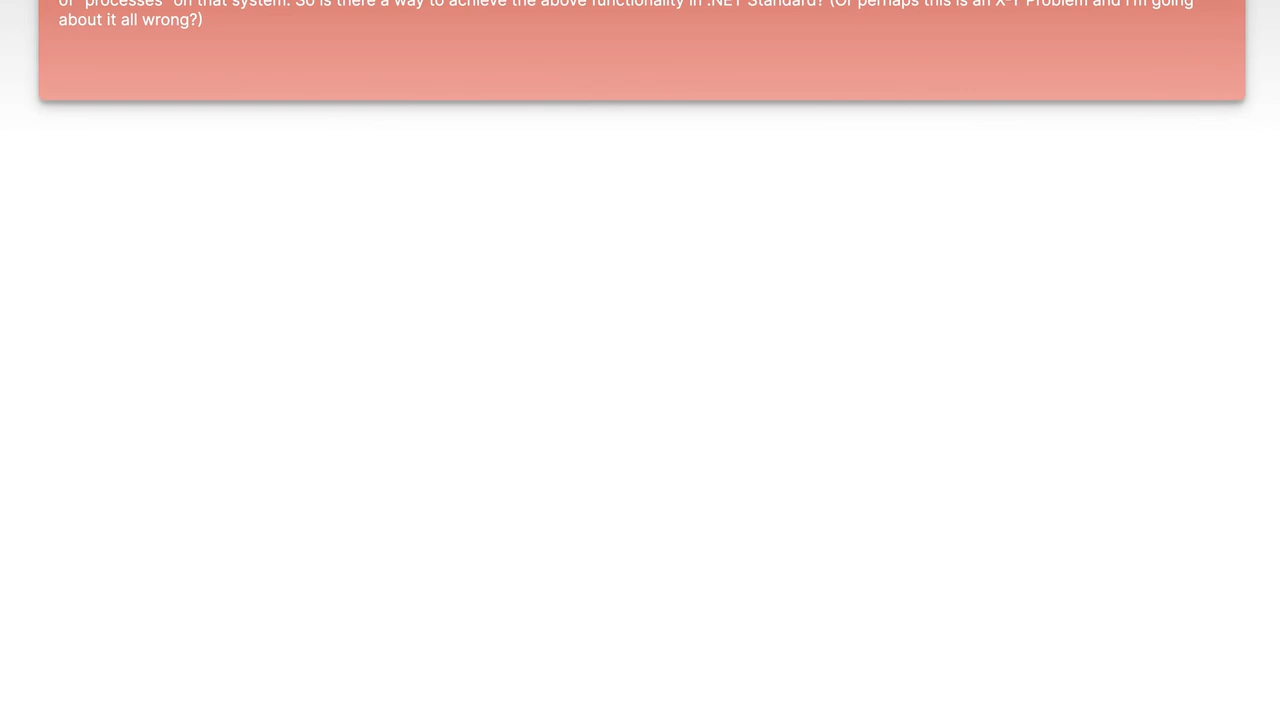 of "processes" on that system. So is there a way to achieve the above functionality in .NET Standard? (Or perhaps this is an X-Y Problem and I'm going
about it all wrong?)